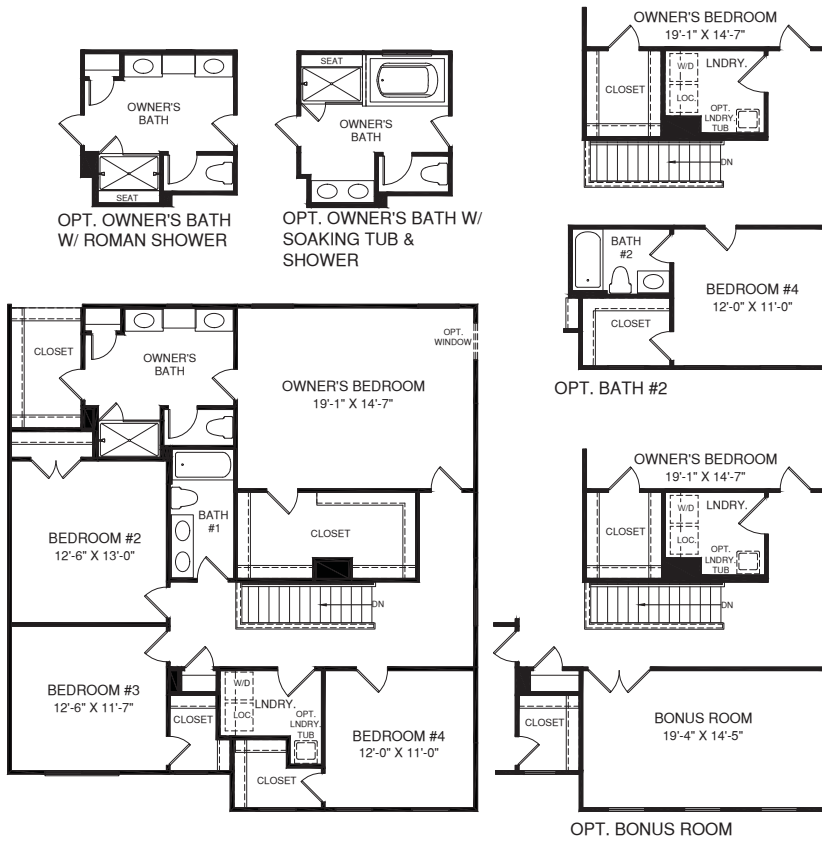 SEAT
OWNER'S
BATH
SEAT
OPT. OWNER'S BATH
W/ ROMAN SHOWER
OWNER'S
BATH
OPT. OWNER'S BATH W/
SOAKING TUB &
SHOWER
OWNER'S BEDROOM
19'-1" X 14'-7"
CLOSET
W/D
LNDRY.
LOC.
OPT.
LNDRY.
TUB
DN
BATH
#2
BEDROOM #4
12'-0" X 11'-0"
CLOSET
OPT. BATH #2
CLOSET
OWNER'S
BATH
OPT.
WINDOW
OWNER'S BEDROOM
19'-1" X 14'-7"
BEDROOM #2
12'-6" X 13'-0"
BATH
#1
CLOSET
DN
BEDROOM #3
12'-6" X 11'-7"
CLOSET
W/D
LOC.
LNDRY.
OPT.
LNDRY.
TUB
CLOSET
BEDROOM #4
12'-0" X 11'-0"
OWNER'S BEDROOM
19'-1" X 14'-7"
CLOSET
W/D
LNDRY.
LOC.
OPT.
LNDRY.
TUB
DN
CLOSET
BONUS ROOM
19'-4" X 14'-5"
OPT. BONUS ROOM